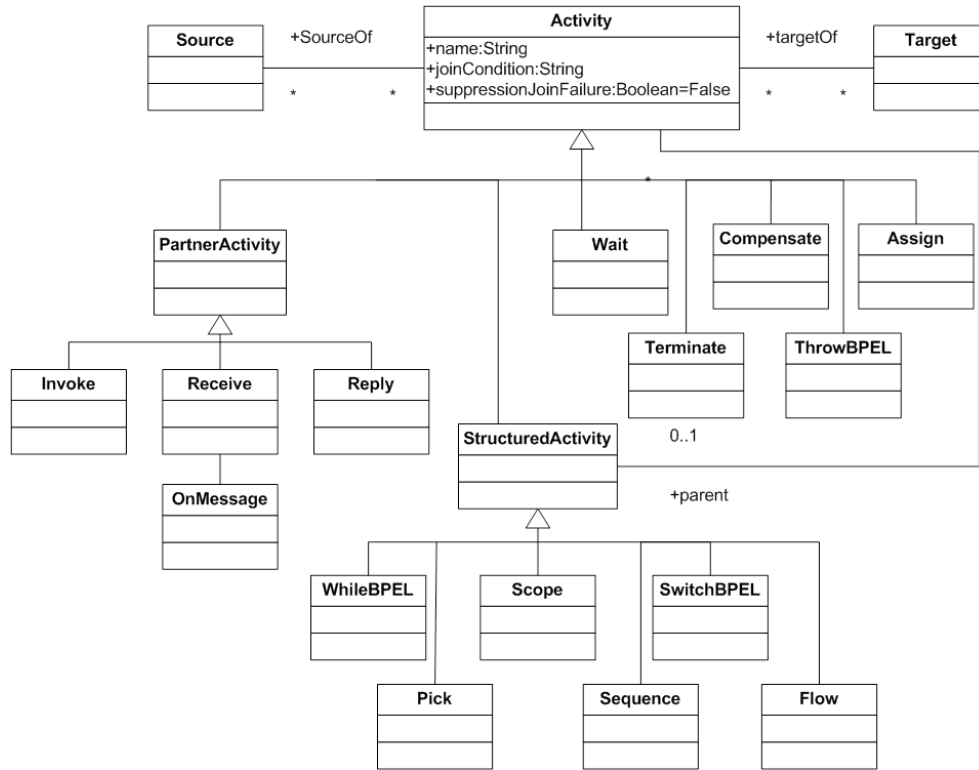 Activity
Source
+SourceOf
+name:String
+joinCondition:String
+suppressionJoinFailure:Boolean=False
+targetOf
Target
*
*
*
*
*
PartnerActivity
Wait
Compensate
Assign
Invoke
Receive
Reply
Terminate
ThrowBPEL
StructuredActivity
0..1
OnMessage
+parent
WhileBPEL
Scope
SwitchBPEL
Pick
Sequence
Flow